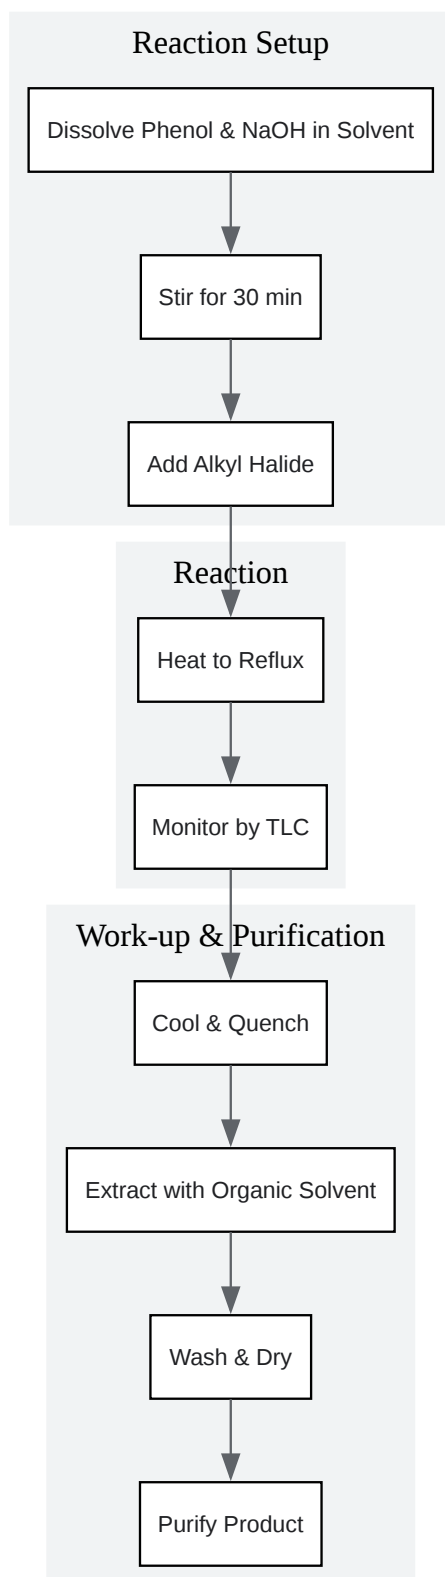 Reaction Setup
Dissolve Phenol & NaOH in Solvent
Stir for 30 min
Add Alkyl Halide
Reaction
Heat to Reflux
Monitor by TLC
Work-up & Purification
Cool & Quench
Extract with Organic Solvent
Wash & Dry
Purify Product